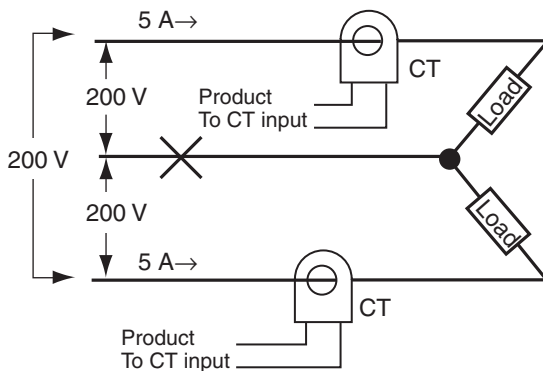 5 A→
CT
200 V
Product
To CT input
Load
200 V
200 V
Load
5 A→
CT
Product
To CT input